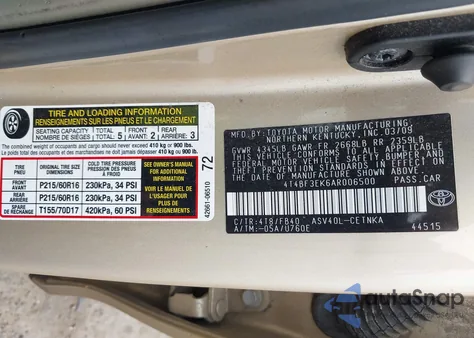 TIRE AND LOADING INFORMATION
RENSEIGNEMENTS SUR LES PNEUS ET LE CHARGEMENT
SEATING CAPACITY TOTAL 5 FRONT 2 REAR 3
NOMBRE DE SIÈGES TOTAL 5 AVANT 2 ARRIÈRE 3
The combined weight of occupants and cargo should never exceed 410 kg or 900 lbs.
Le poids total des occupants et du chargement ne doit jamais dépasser 410 kg ou 900 lbs.
TIRE
PNEU
ORIGINAL TIRE SIZE
DIMENSIONS
SEE OWNER'S MANUAL
FOR ADDITIONAL
INFORMATION
FRONT
AVANT
P215/60R16
230kPa, 34 PSI
REAR
ARRIÈRE
P215/60R16
230kPa, 34 PSI
SPARE
DE RECHANGE
T155/70D17
420kPa, 60 PSI
VOIR LE MANUEL
DE L'USAGER
POUR PLUS DE
RENSEIGNEMENTS
72
42661-06510
MFD. BY: TOYOTA MOTOR MANUFACTURING,
NORTHERN KENTUCKY, INC. 03/09
GVWR 4345LB GAWR FR 2668LB RR 2359LB
THIS VEHICLE CONFORMS TO ALL APPLICABLE
FEDERAL MOTOR VEHICLE SAFETY, BUMPER, AND
THEFT PREVENTION STANDARDS IN EFFECT ON
THE DATE OF MANUFACTURE SHOWN ABOVE.
4T4BF3EK6AR006500 PASS.CAR
C/TR:4T8/FB40 ASV40L-CETNKA
A/TM:-05A/U760E 44515
TOYOTA
autoSnap